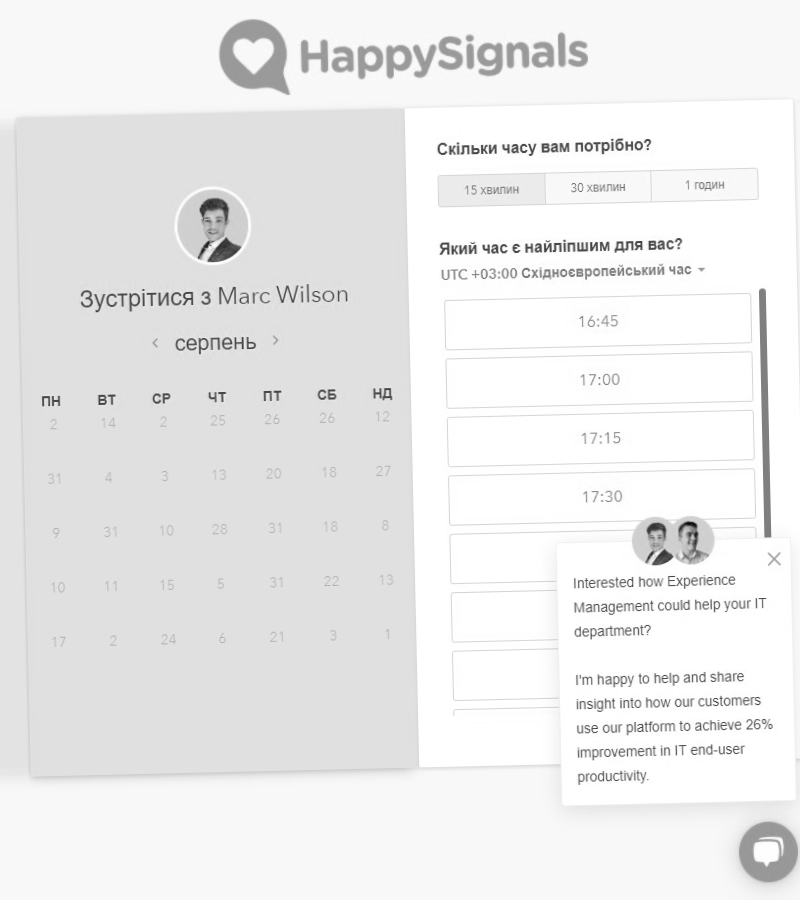 HappySignals
Зустрітися з Marc Wilson
серпень
ПН ВТ СР ЧТ ПТ СБ НД
2 14 2 25 26 26 12
31 4 3 13 20 18 27
9 31 10 28 31 18 8
10 11 15 5 31 22 13
17 2 24 6 21 3 1
Скільки часу вам потрібно?
15 хвилин 30 хвилин 1 годин
Який час є найліпшим для вас?
UTC +03:00 Східноєвропейський час
16:45
17:00
17:15
17:30
Interested how Experience
Management could help your IT
department?
I'm happy to help and share
insight into how our customers
use our platform to achieve 26%
improvement in IT end-user
productivity.